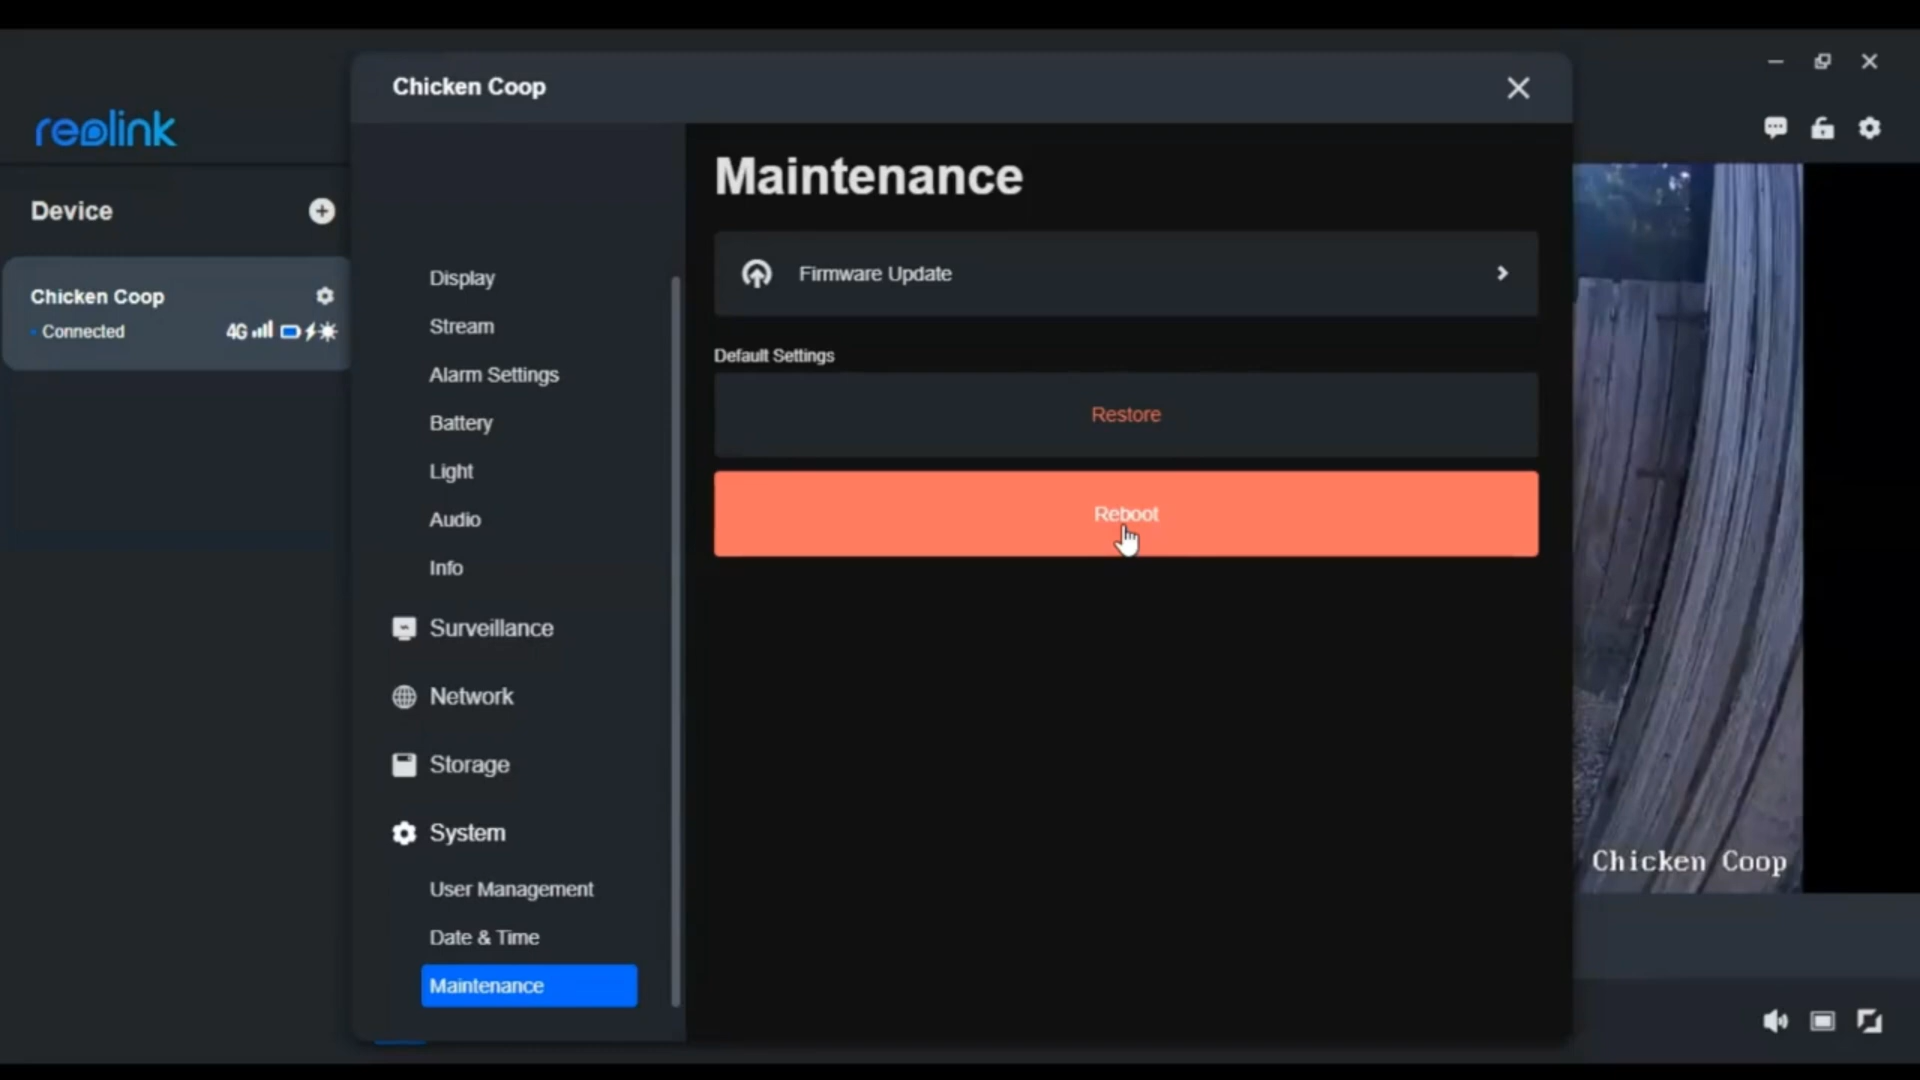 Chicken Coop
reolink
Device
Chicken Coop
Connected
4G
Display
Stream
Alarm Settings
Battery
Light
Audio
Info
Surveillance
Network
Storage
System
User Management
Date & Time
Maintenance
Maintenance
Firmware Update
Default Settings
Restore
Reboot
Chicken Coop